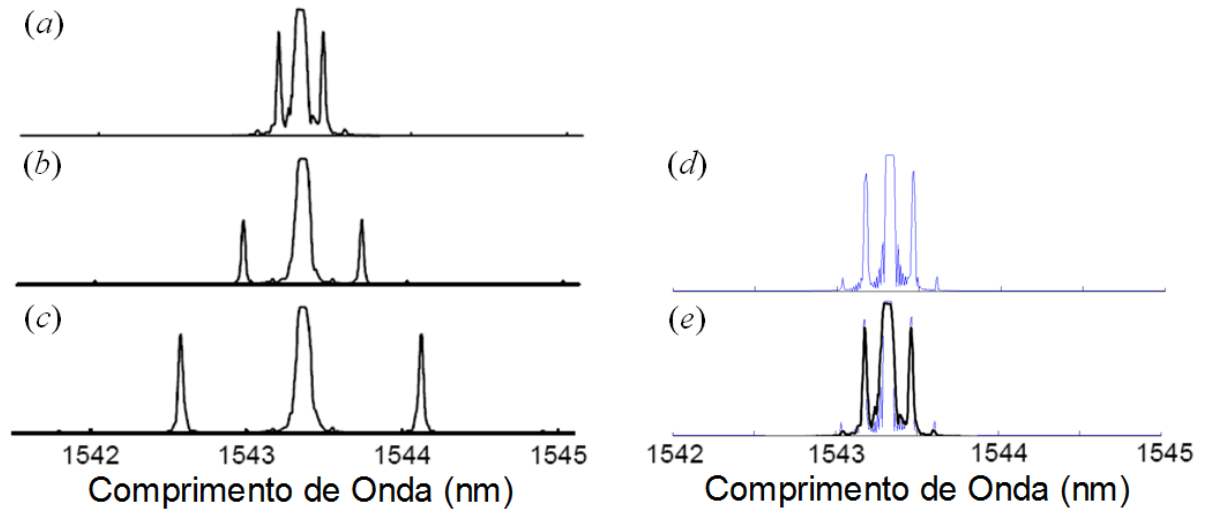 (a)
(b)
(c)
1542 1543 1544 1545
Comprimento de Onda (nm)
(d)
(e)
1542 1543 1544 1545
Comprimento de Onda (nm)